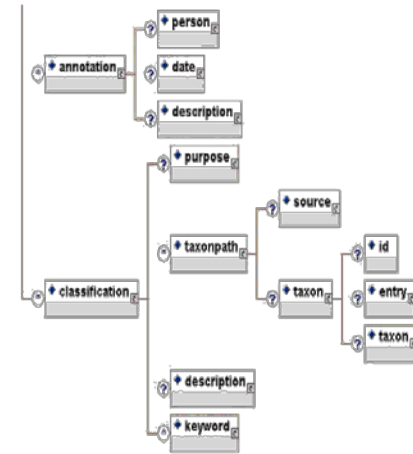 person
annotation
date
description
purpose
source
taxonpath
id
classification
taxon
entry
taxon
description
keyword